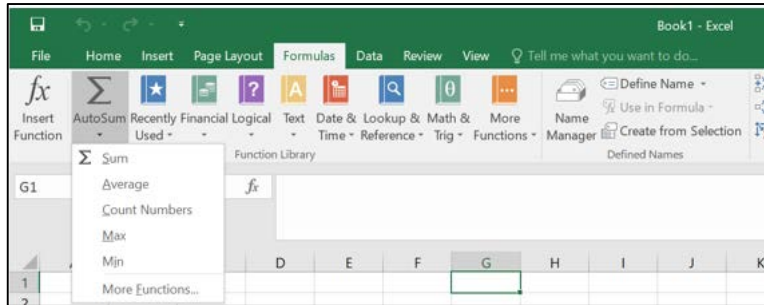 Book1 - Excel
File Home Insert Page Layout Formulas Data Review View Tell me what you want to do...
fx Σ ? A θ ...
Insert AutoSum Recently Financial Logical Text Date & Lookup & Math & More Name Define Name
Function Used Time Reference Trig Functions Manager Use in Formula
Create from Selection
Function Library Defined Names
Σ Sum
G1 fx
Average
Count Numbers
Max
Min
D E F G H I J K
1
More Functions...
2